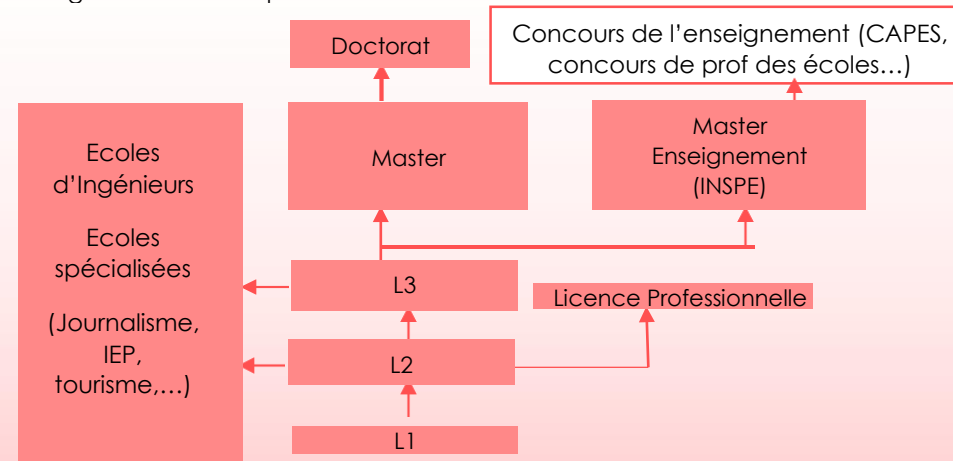 Doctorat
Concours de l'enseignement (CAPES,
concours de prof des écoles…)
Ecoles
d'Ingénieurs
Ecoles
spécialisées
(Journalisme,
IEP,
tourisme,…)
Master
Master
Enseignement
(INSPE)
L3
Licence Professionnelle
L2
L1